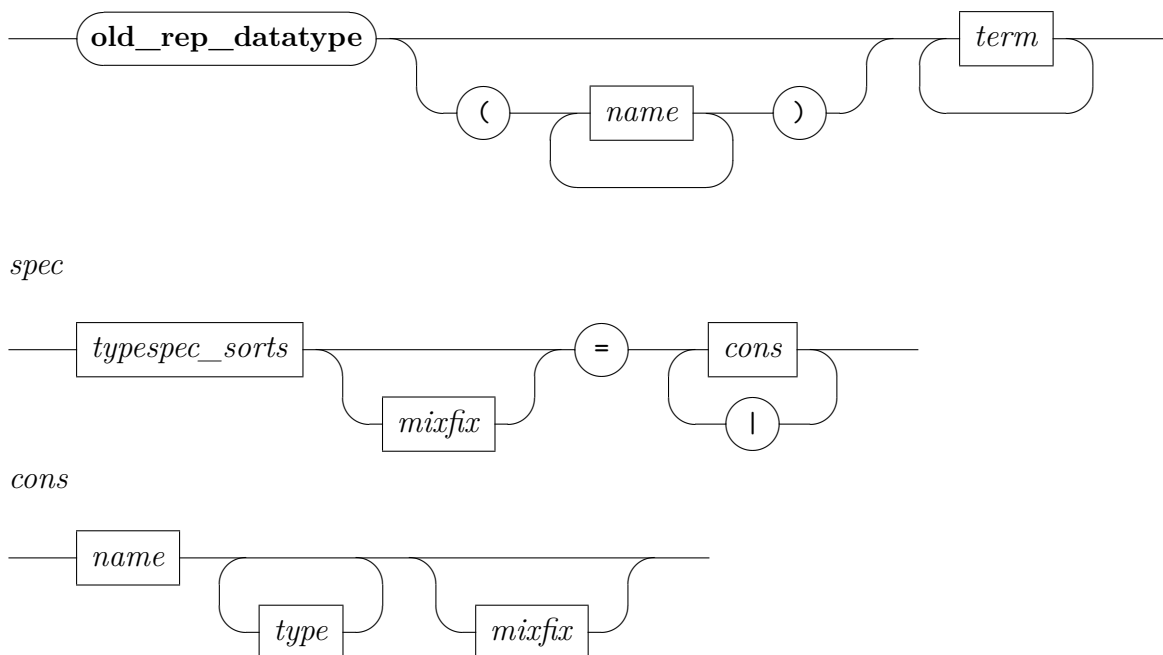 old_rep_datatype term
( name )
spec
typespec_sorts = cons
mixfix |
cons
name
type mixfix